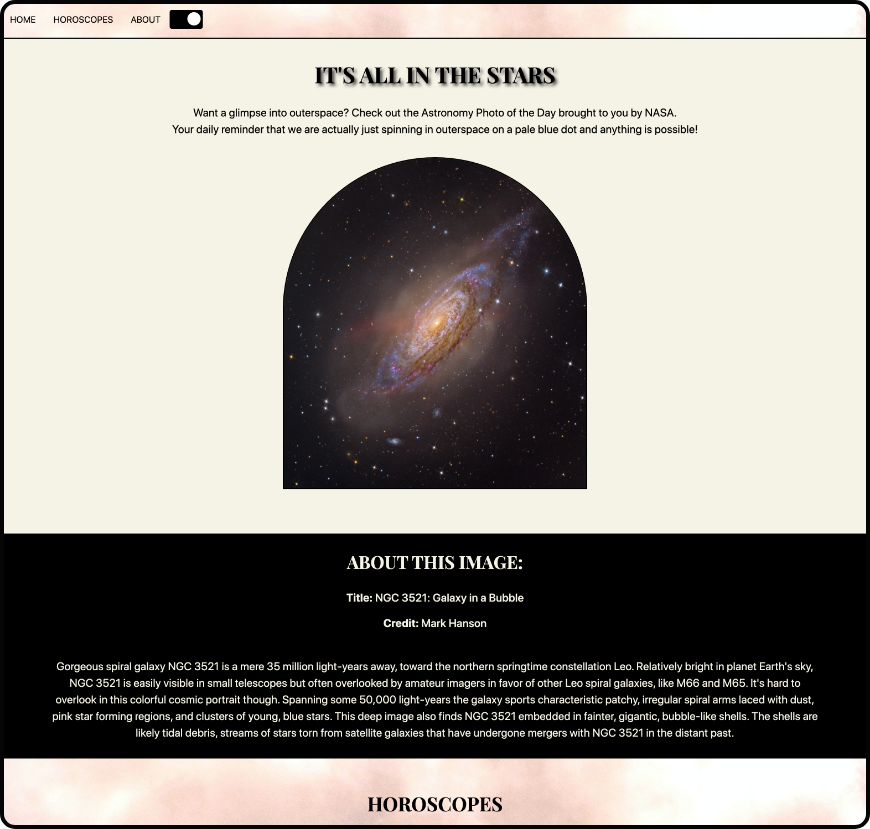 HOME HOROSCOPES ABOUT
IT'S ALL IN THE STARS
Want a glimpse into outerspace? Check out the Astronomy Photo of the Day brought to you by NASA.
Your daily reminder that we are actually just spinning in outerspace on a pale blue dot and anything is possible!
ABOUT THIS IMAGE:
Title: NGC 3521: Galaxy in a Bubble
Credit: Mark Hanson
Gorgeous spiral galaxy NGC 3521 is a mere 35 million light-years away, toward the northern springtime constellation Leo. Relatively bright in planet Earth's sky,
NGC 3521 is easily visible in small telescopes but often overlooked by amateur imagers in favor of other Leo spiral galaxies, like M66 and M65. It's hard to
overlook in this colorful cosmic portrait though. Spanning some 50,000 light-years the galaxy sports characteristic patchy, irregular spiral arms laced with dust,
pink star forming regions, and clusters of young, blue stars. This deep image also finds NGC 3521 embedded in fainter, gigantic, bubble-like shells. The shells are
likely tidal debris, streams of stars torn from satellite galaxies that have undergone mergers with NGC 3521 in the distant past.
HOROSCOPES